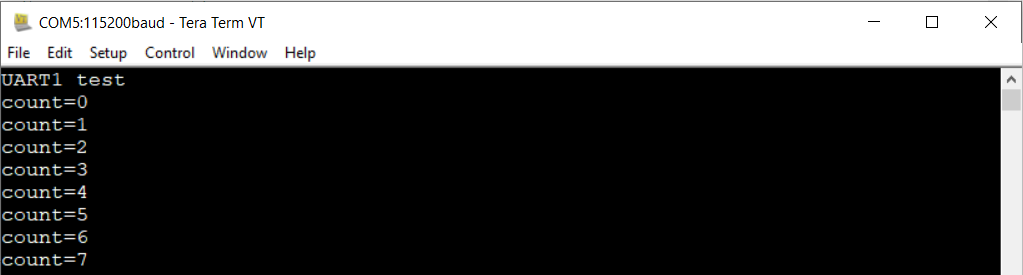 COM5:115200baud - Tera Term VT
File Edit Setup Control Window Help
UART1 test
count=0
count=1
count=2
count=3
count=4
count=5
count=6
count=7